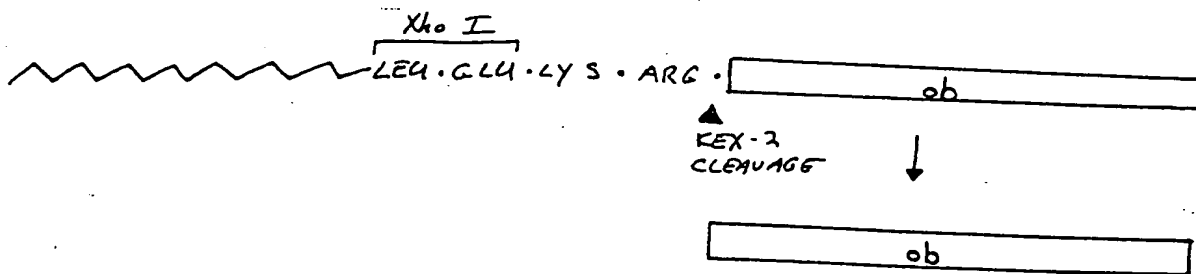 Xho I
LEU·GLU·LYS·ARG·
ob
KEX-2
CLEAVAGE
ob